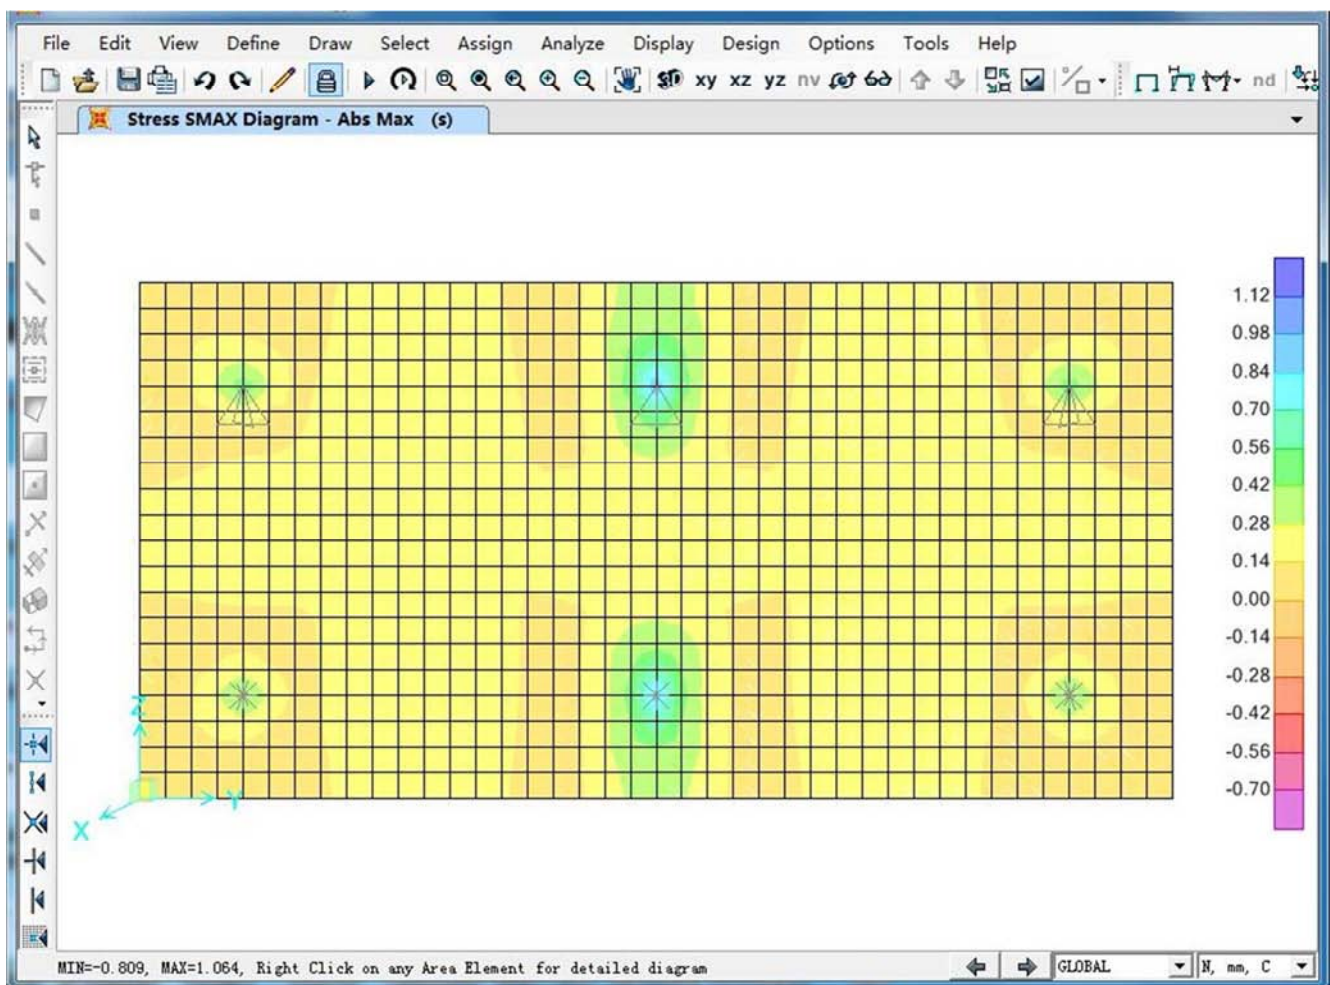 File Edit View Define Draw Select Assign Analyze Display Design Options Tools Help
3D xy xz yz nv nd
Stress SMAX Diagram - Abs Max (s)
1.12
0.98
0.84
0.70
0.56
0.42
0.28
0.14
0.00
-0.14
-0.28
-0.42
-0.56
-0.70
Z
Y
X
MIN=-0.809, MAX=1.064, Right Click on any Area Element for detailed diagram GLOBAL N, mm, C